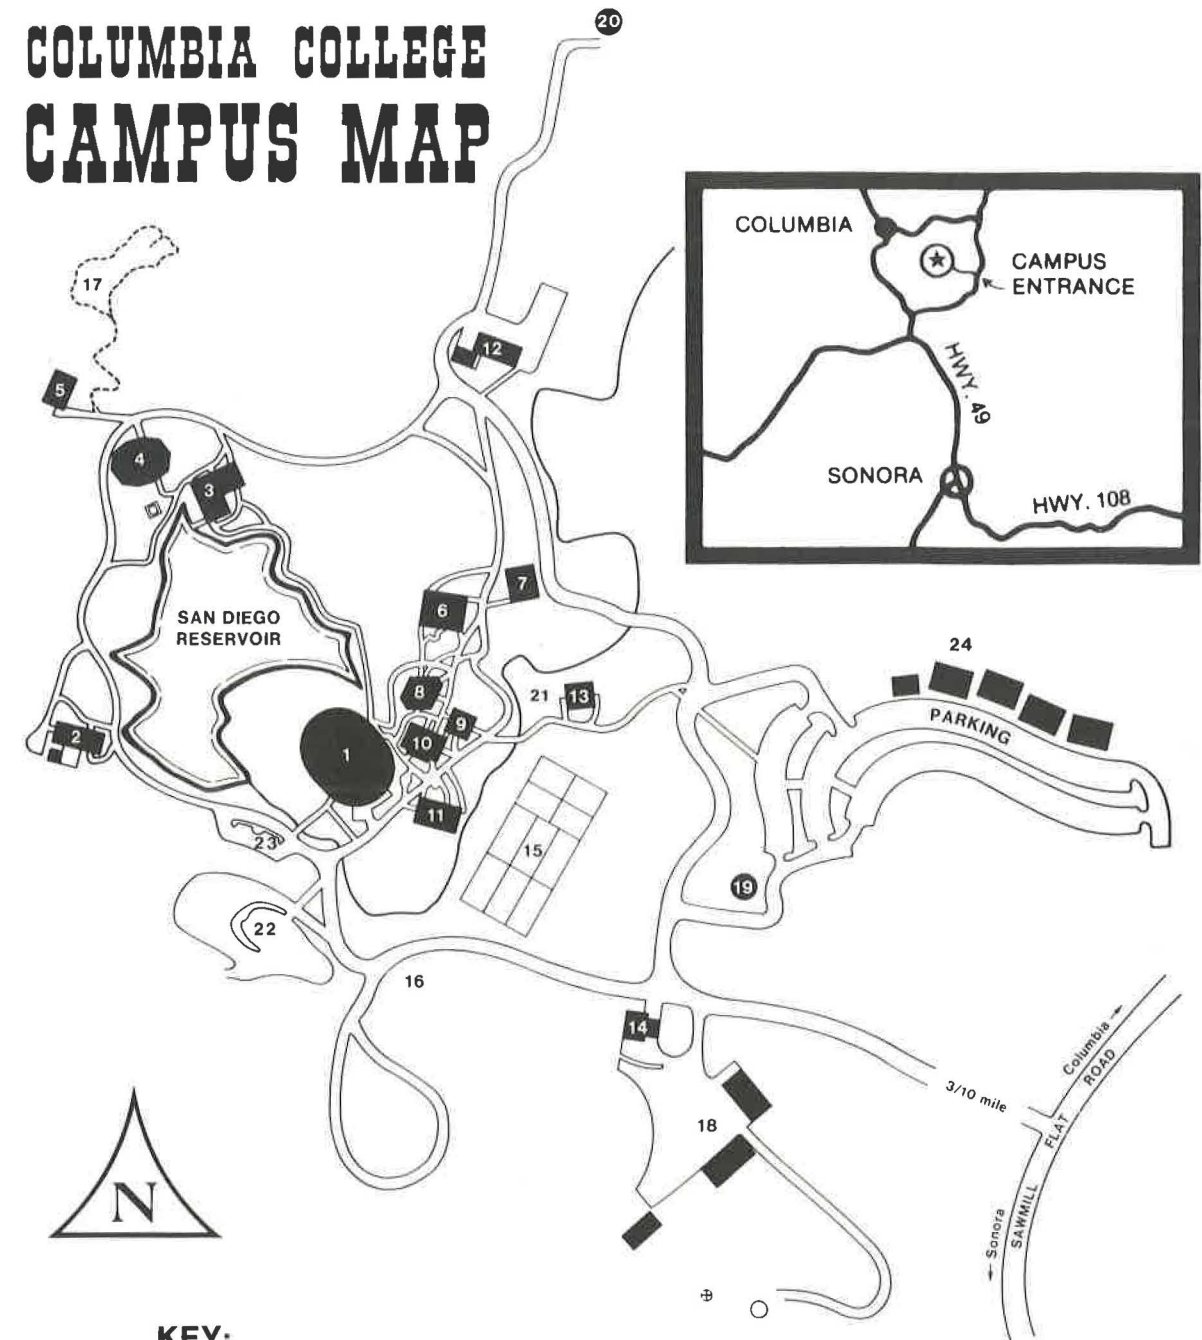 COLUMBIA COLLEGE
CAMPUS MAP
20
COLUMBIA
CAMPUS
ENTRANCE
HWY. 49
SONORA
HWY. 108
17
12
5
4
3
7
6
SAN DIEGO
RESERVOIR
24
8
21
13
9
PARKING
2
10
1
11
23
15
19
22
16
14
Columbia
3/10 mile
SAWMILL FLAT ROAD
18
Sonora
N
KEY: